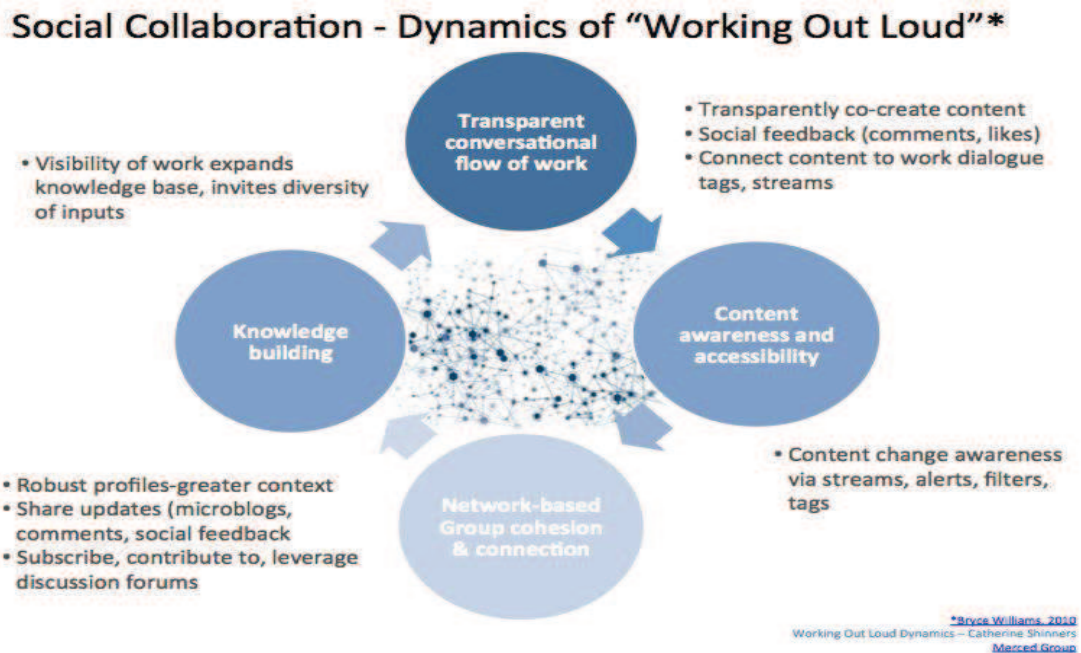 Social Collaboration - Dynamics of “Working Out Loud”*
Transparent
conversational
flow of work
• Transparently co-create content
• Social feedback (comments, likes)
• Connect content to work dialogue
tags, streams
• Visibility of work expands
knowledge base, invites diversity
of inputs
Knowledge
building
Content
awareness and
accessibility
• Content change awareness
via streams, alerts, filters,
tags
Network-based
Group cohesion
& connection
• Robust profiles-greater context
• Share updates (microblogs,
comments, social feedback
• Subscribe, contribute to, leverage
discussion forums
*Bryce Williams, 2010
Working Out Loud Dynamics – Catherine Shinners
Merced Group